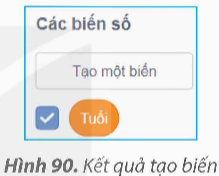 Các biến số
Tạo một biến
Tuổi
Hình 90. Kết quả tạo biến